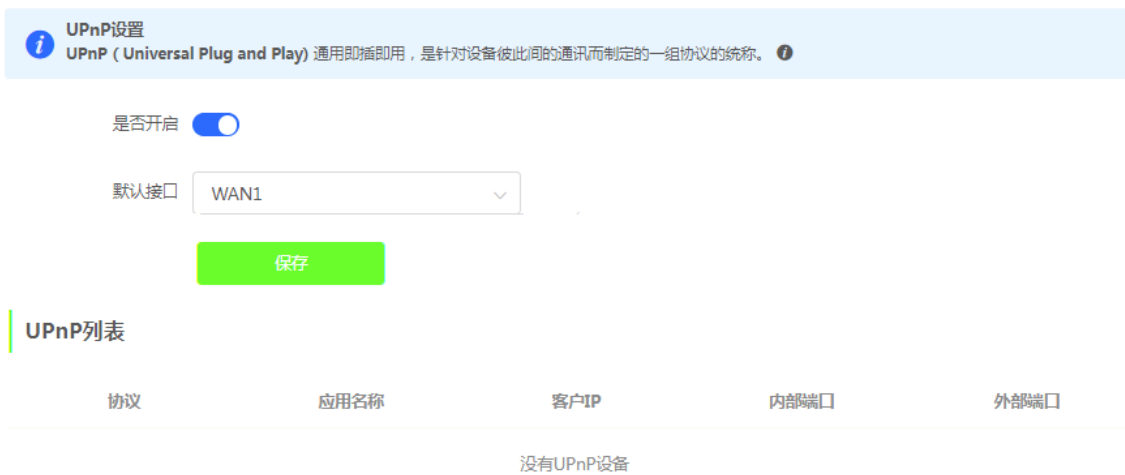 UPnP设置
UPnP ( Universal Plug and Play) 通用即插即用，是针对设备彼此间的通讯而制定的一组协议的统称。
是否开启
默认接口 WAN1
保存
UPnP列表
协议 应用名称 客户IP 内部端口 外部端口
没有UPnP设备